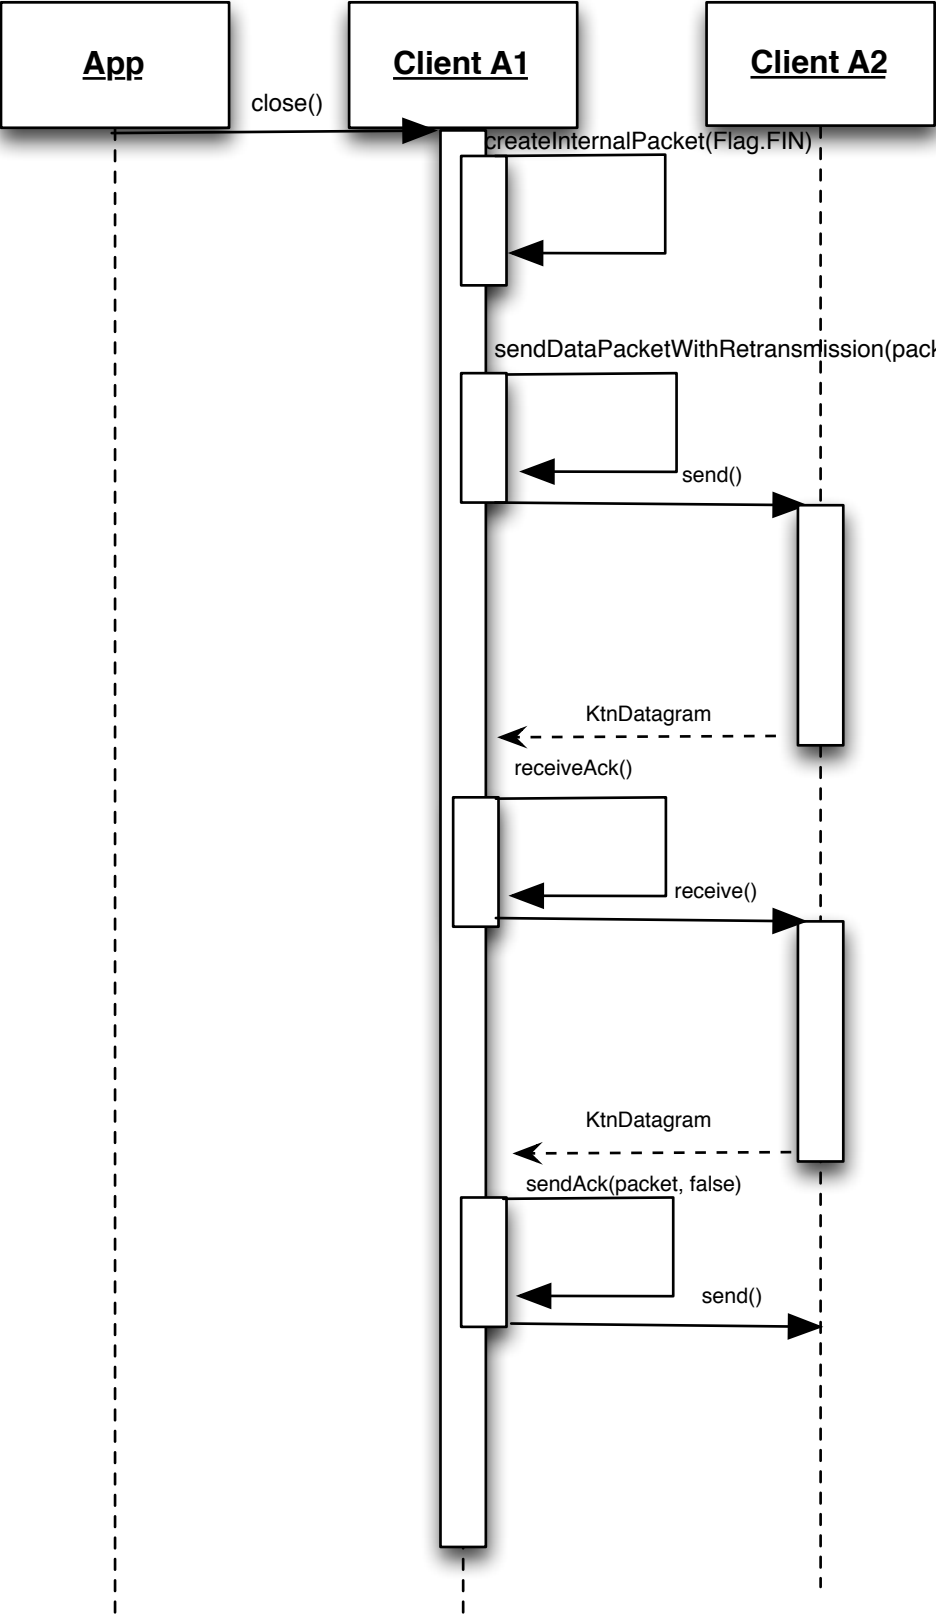 App
Client A1
Client A2
close()
createInternalPacket(Flag.FIN)
sendDataPacketWithRetransmission(pack
send()
KtnDatagram
receiveAck()
receive()
KtnDatagram
sendAck(packet, false)
send()